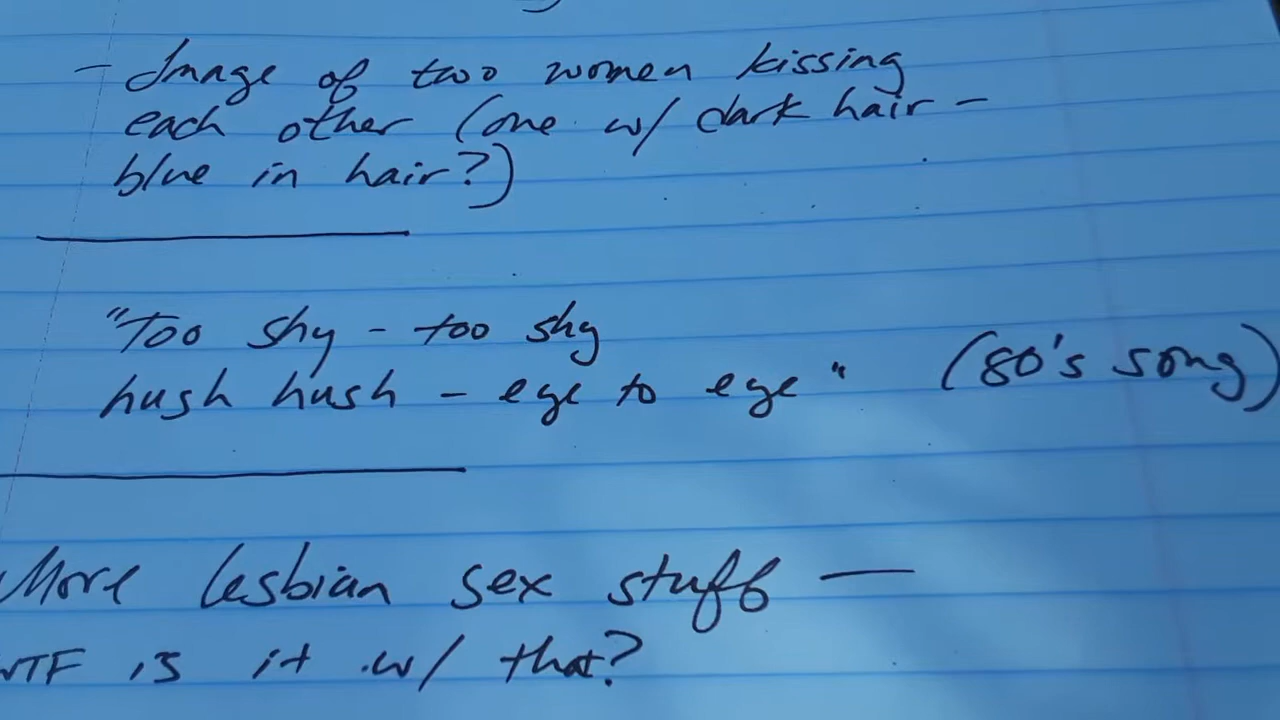 - Image of two women kissing
each other (one w/ dark hair -
blue in hair?)
"Too shy - too shy
hush hush - eye to eye" (80's song)
More lesbian sex stuff —
WTF is it w/ that?